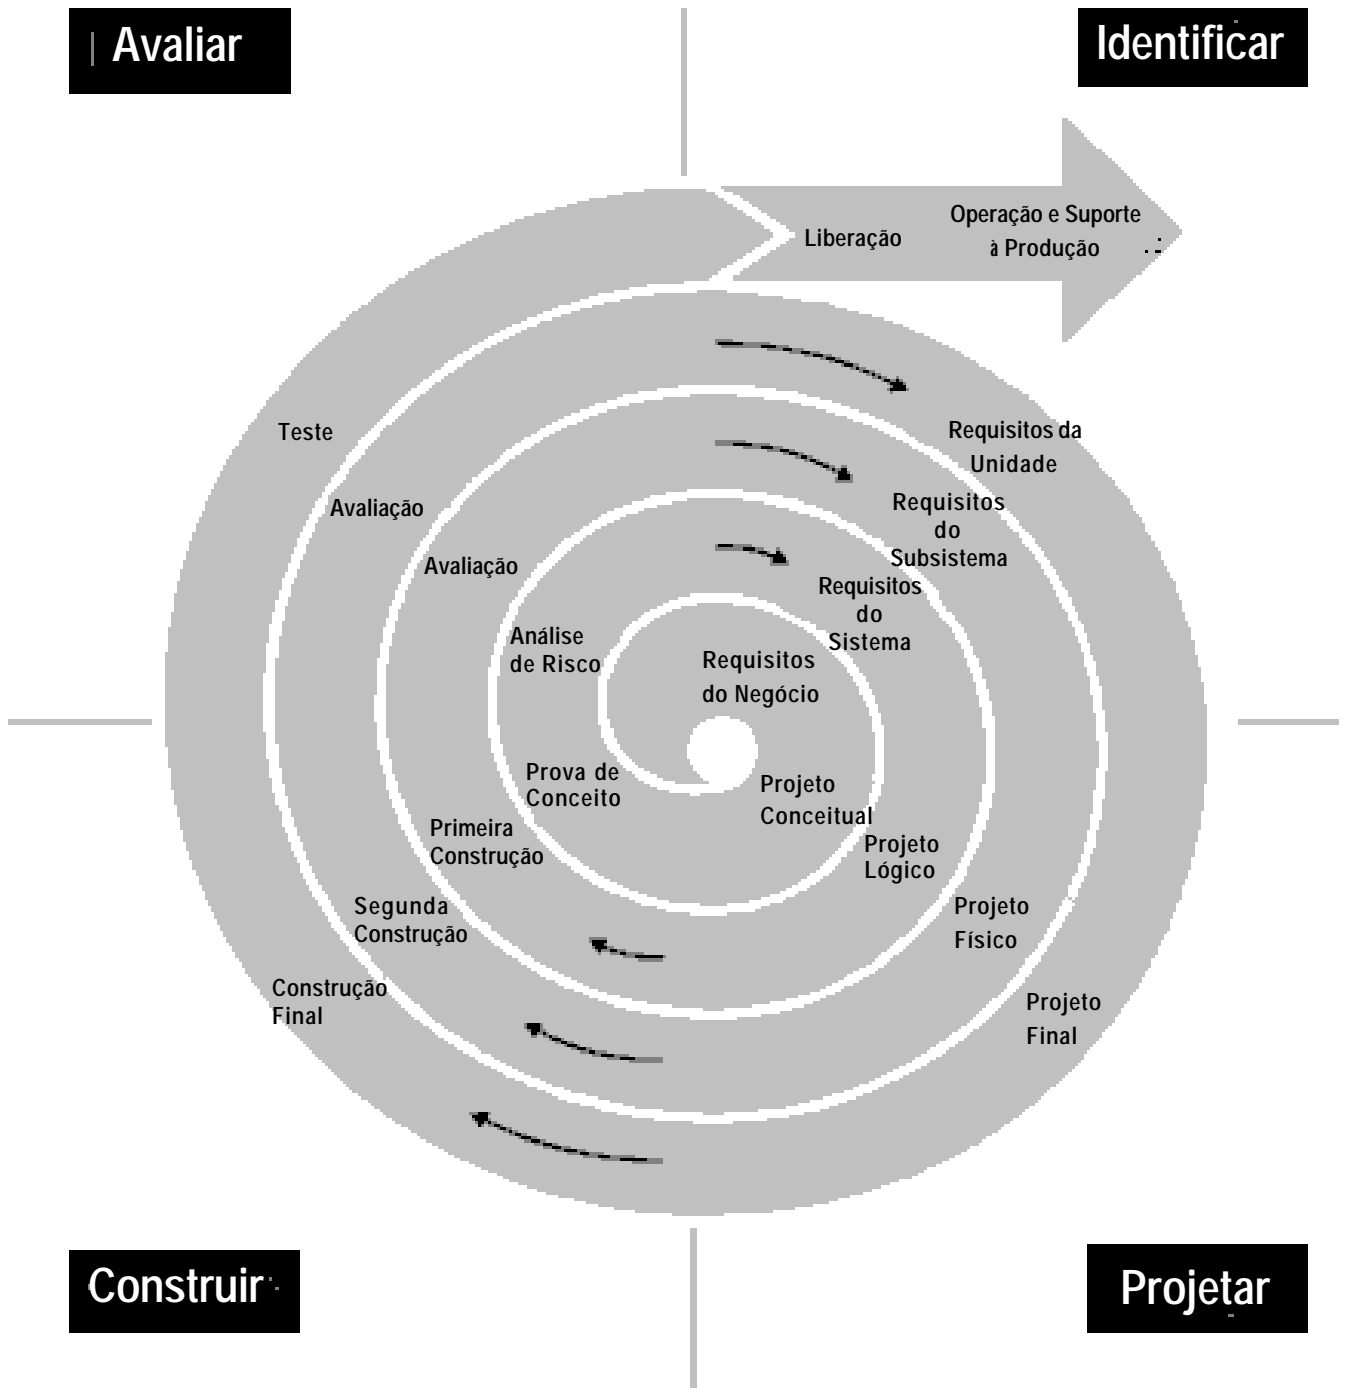 Avaliar
Identificar
Liberação
Operação e Suporte
à Produção
Teste
Avaliação
Avaliação
Análise
de Risco
Requisitos da
Unidade
Requisitos
do
Subsistema
Requisitos
do
Sistema
Requisitos
do Negócio
Prova de
Conceito
Primeira
Construção
Segunda
Construção
Construção
Final
Projeto
Conceitual
Projeto
Lógico
Projeto
Físico
Projeto
Final
Construir
Projetar